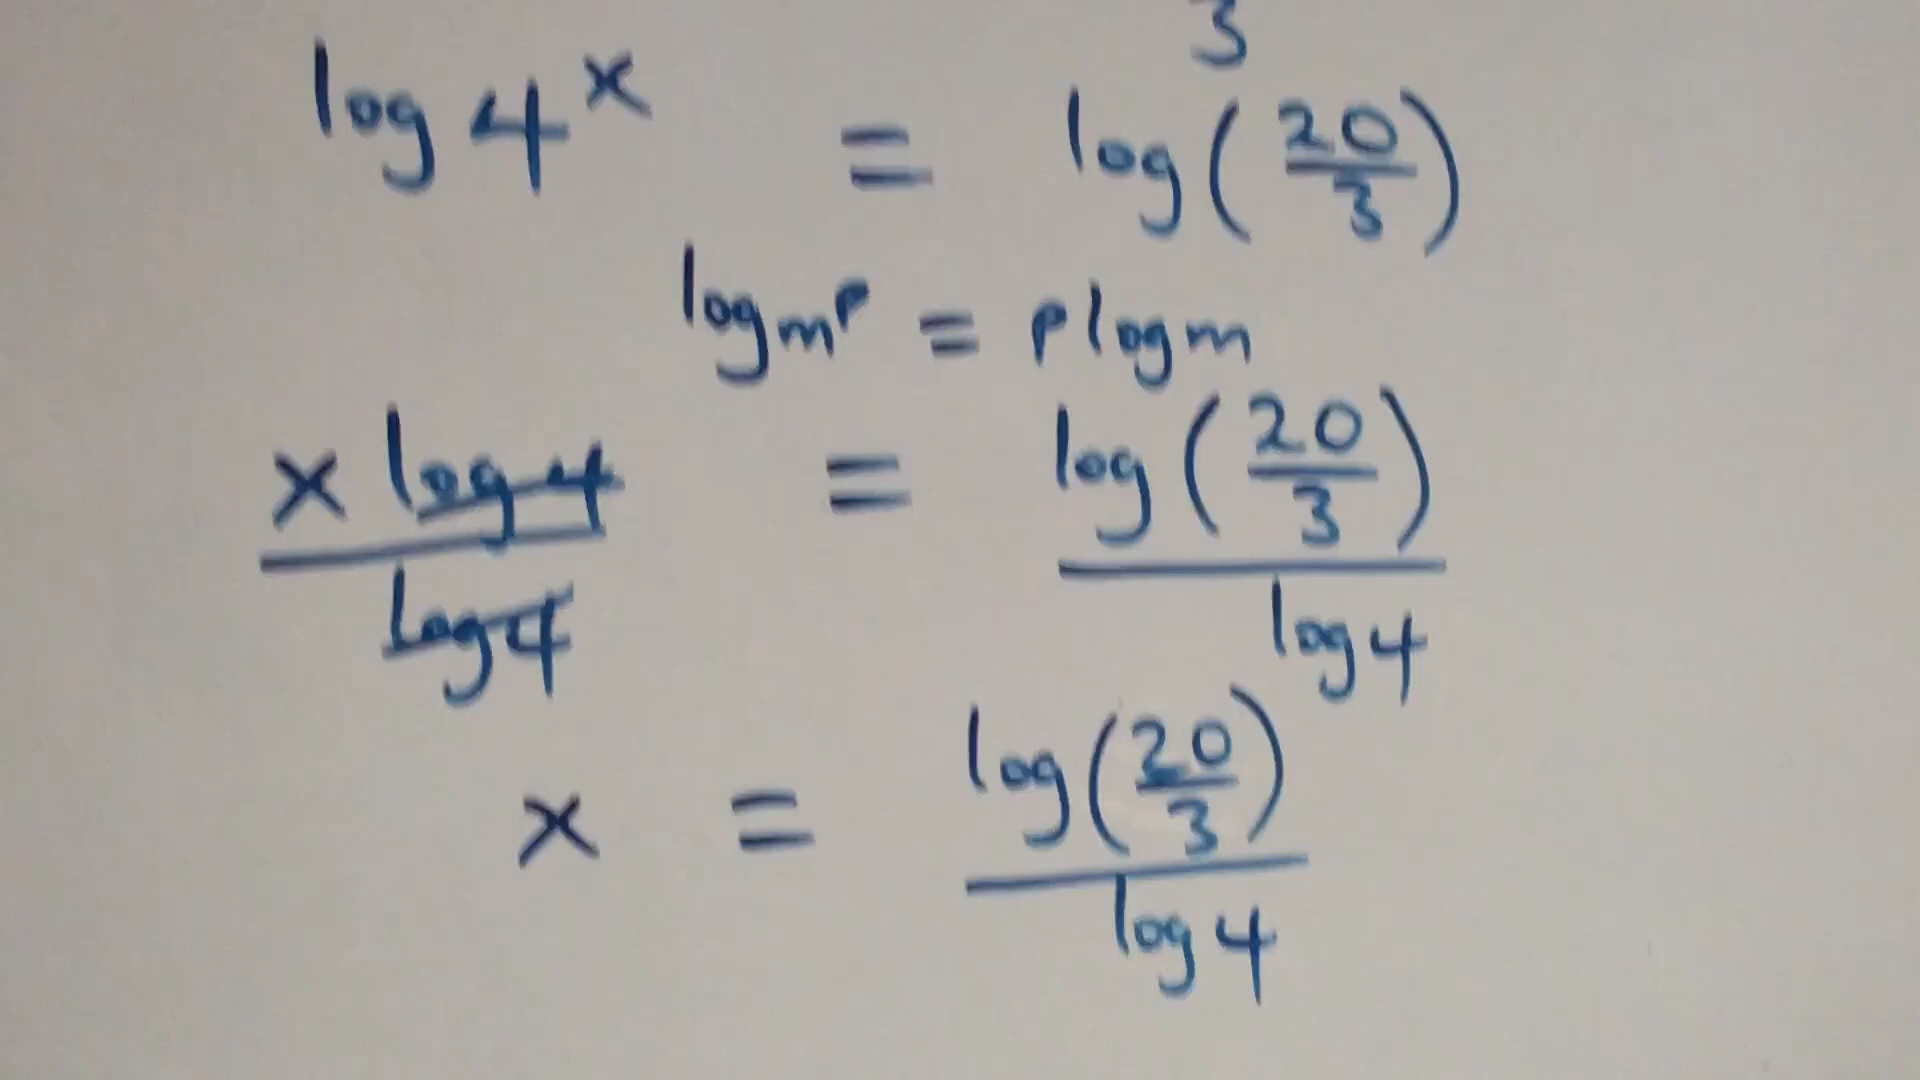 3
log 4^x = log(20/3)
log m^p = p log m
x log 4 / log 4 = log(20/3) / log 4
x = log(20/3) / log 4